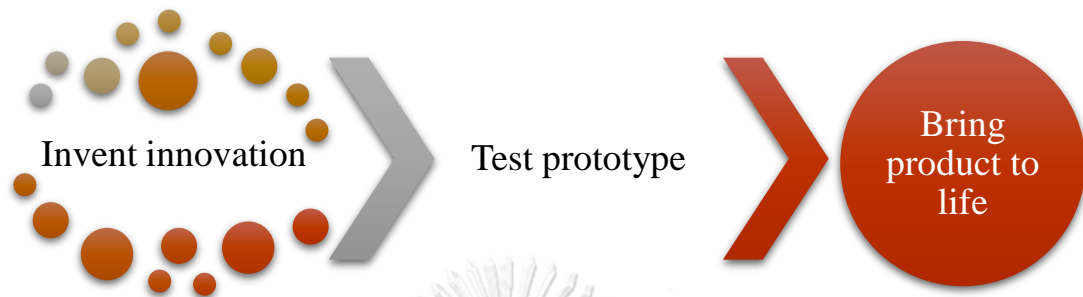 Invent innovation
Test prototype
Bring
product to
life